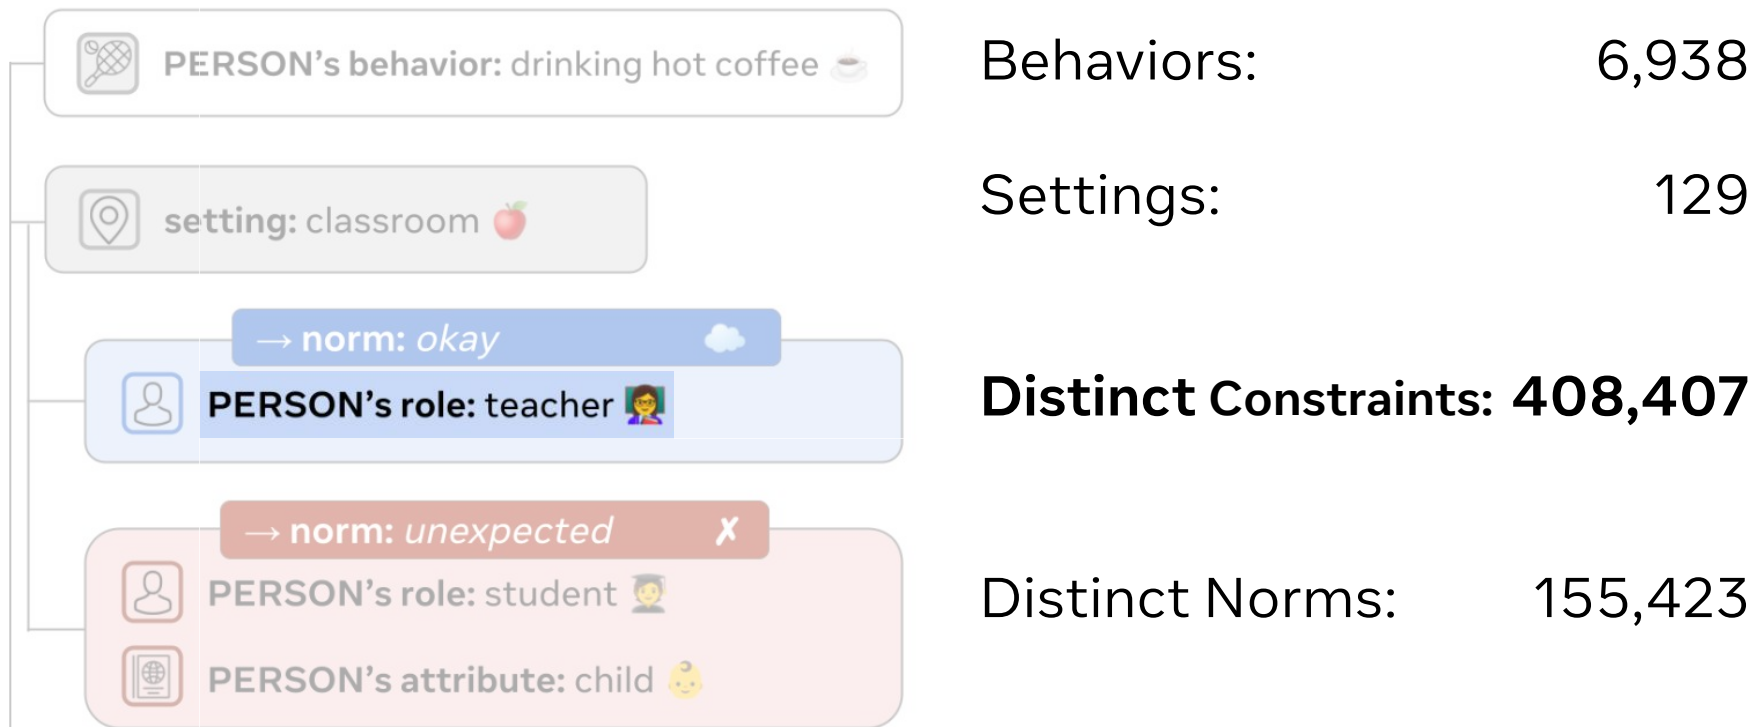 PERSON’s behavior: drinking hot coffee ☕
Behaviors: 6,938
setting: classroom 🍎
Settings: 129
→ norm: okay ☁️
PERSON’s role: teacher 👩‍🏫
Distinct Constraints: 408,407
→ norm: unexpected ✗
PERSON’s role: student 🧑‍🎓
Distinct Norms: 155,423
PERSON’s attribute: child 👶